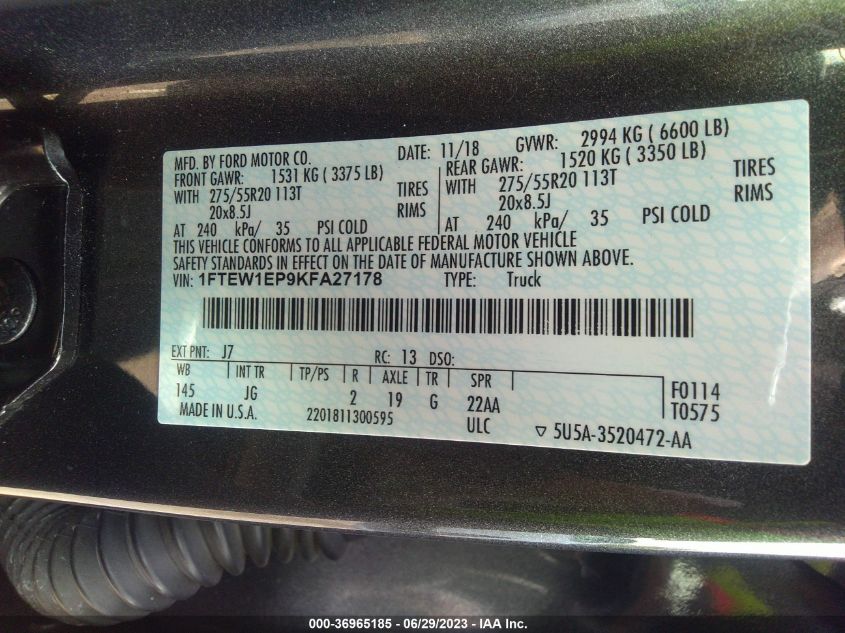 MFD. BY FORD MOTOR CO. DATE: 11/18 GVWR: 2994 KG ( 6600 LB)
FRONT GAWR: 1531 KG ( 3375 LB) REAR GAWR: 1520 KG ( 3350 LB)
WITH 275/55R20 113T TIRES WITH 275/55R20 113T TIRES
20x8.5J RIMS 20x8.5J RIMS
AT 240 kPa/ 35 PSI COLD AT 240 kPa/ 35 PSI COLD
THIS VEHICLE CONFORMS TO ALL APPLICABLE FEDERAL MOTOR VEHICLE
SAFETY STANDARDS IN EFFECT ON THE DATE OF MANUFACTURE SHOWN ABOVE.
VIN: 1FTEW1EP9KFA27178 TYPE: Truck
EXT PNT: J7 RC: 13 DSO:
WB INT TR TP/PS R AXLE TR SPR F0114
145 JG 2 19 G 22AA T0575
MADE IN U.S.A. 2201811300595 ULC ▽ 5U5A-3520472-AA
000-36965185 - 06/29/2023 - IAA Inc.